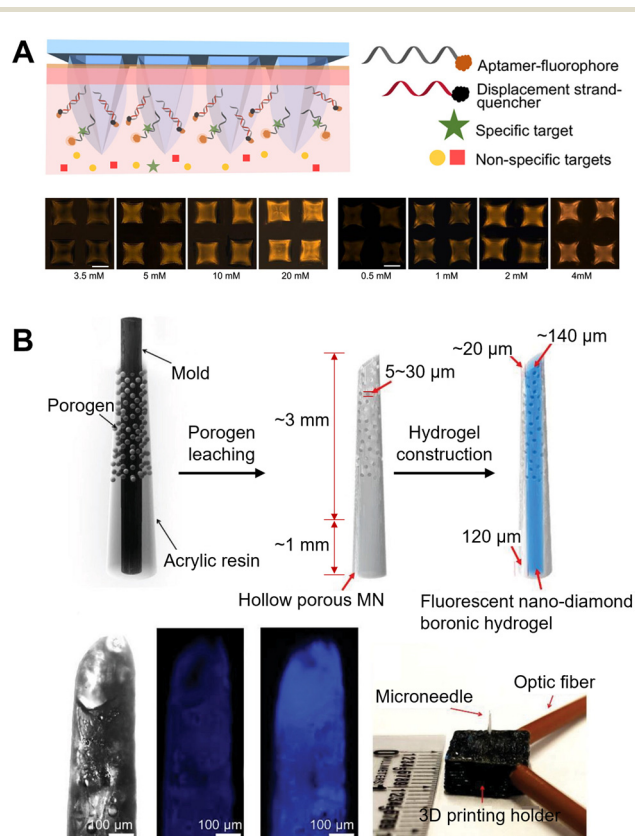 A
Aptamer-fluorophore
Displacement strand-
quencher
Specific target
Non-specific targets
3.5 mM
5 mM
10 mM
20 mM
0.5 mM
1 mM
2 mM
4mM
B
Mold
Porogen
Acrylic resin
Porogen
leaching
5~30 μm
~3 mm
~1 mm
Hollow porous MN
Hydrogel
construction
~20 μm
~140 μm
120 μm
Fluorescent nano-diamond
boronic hydrogel
100 μm
100 μm
100 μm
Microneedle
Optic fiber
3D printing holder